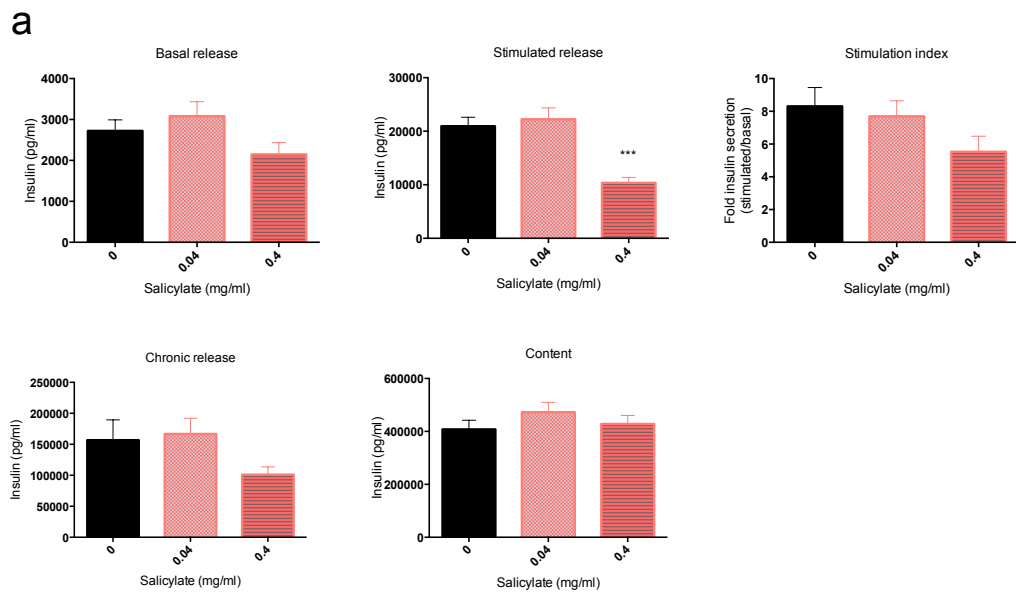 a
Basal release
Insulin (pg/ml)
4000
3000
2000
1000
0
0
0.04
0.4
Salicylate (mg/ml)
Stimulated release
Insulin (pg/ml)
30000
20000
10000
0
***
0
0.04
0.4
Salicylate (mg/ml)
Stimulation index
Fold insulin secretion
(stimulated/basal)
10
8
6
4
2
0
0
0.04
0.4
Salicylate (mg/ml)
Chronic release
Insulin (pg/ml)
250000
200000
150000
100000
50000
0
0
0.04
0.4
Salicylate (mg/ml)
Content
Insulin (pg/ml)
600000
400000
200000
0
0
0.04
0.4
Salicylate (mg/ml)